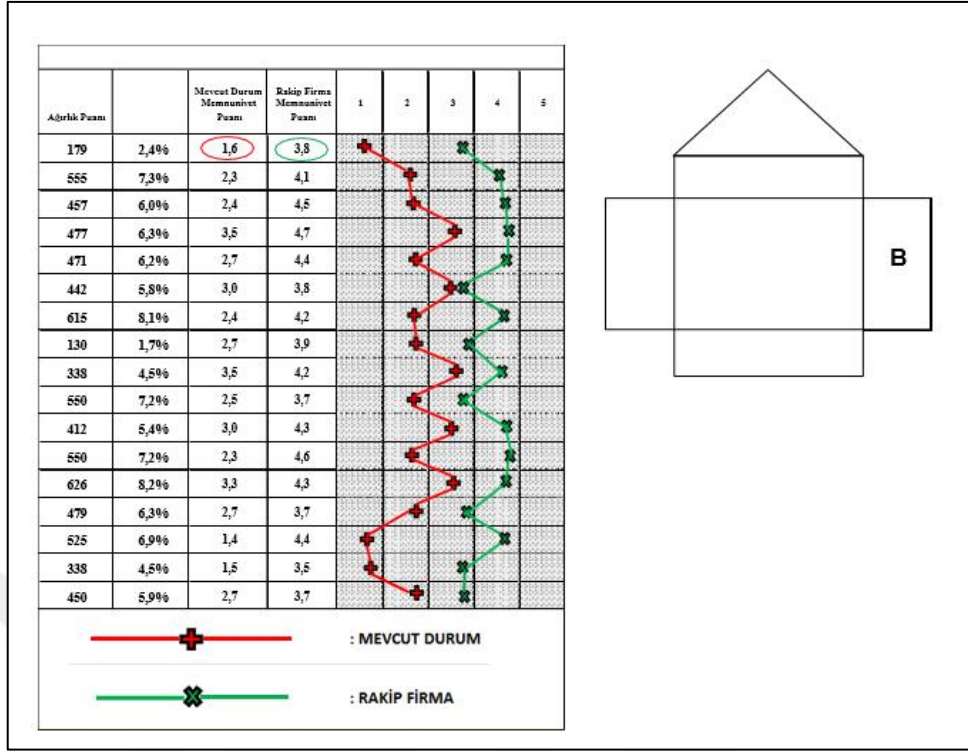 Ağırlık Puanı
Mevcut Durum
Memnuniyet
Puanı
Rakip Firma
Memnuniyet
Puanı
1 2 3 4 5
179 2,4% 1,6 3,8
555 7,3% 2,3 4,1
457 6,0% 2,4 4,5
477 6,3% 3,5 4,7
471 6,2% 2,7 4,4
442 5,8% 3,0 3,8
615 8,1% 2,4 4,2
130 1,7% 2,7 3,9
338 4,5% 3,5 4,2
550 7,2% 2,5 3,7
412 5,4% 3,0 4,3
550 7,2% 2,3 4,6
626 8,2% 3,3 4,3
479 6,3% 2,7 3,7
525 6,9% 1,4 4,4
338 4,5% 1,5 3,5
450 5,9% 2,7 3,7
: MEVCUT DURUM
: RAKİP FİRMA
B